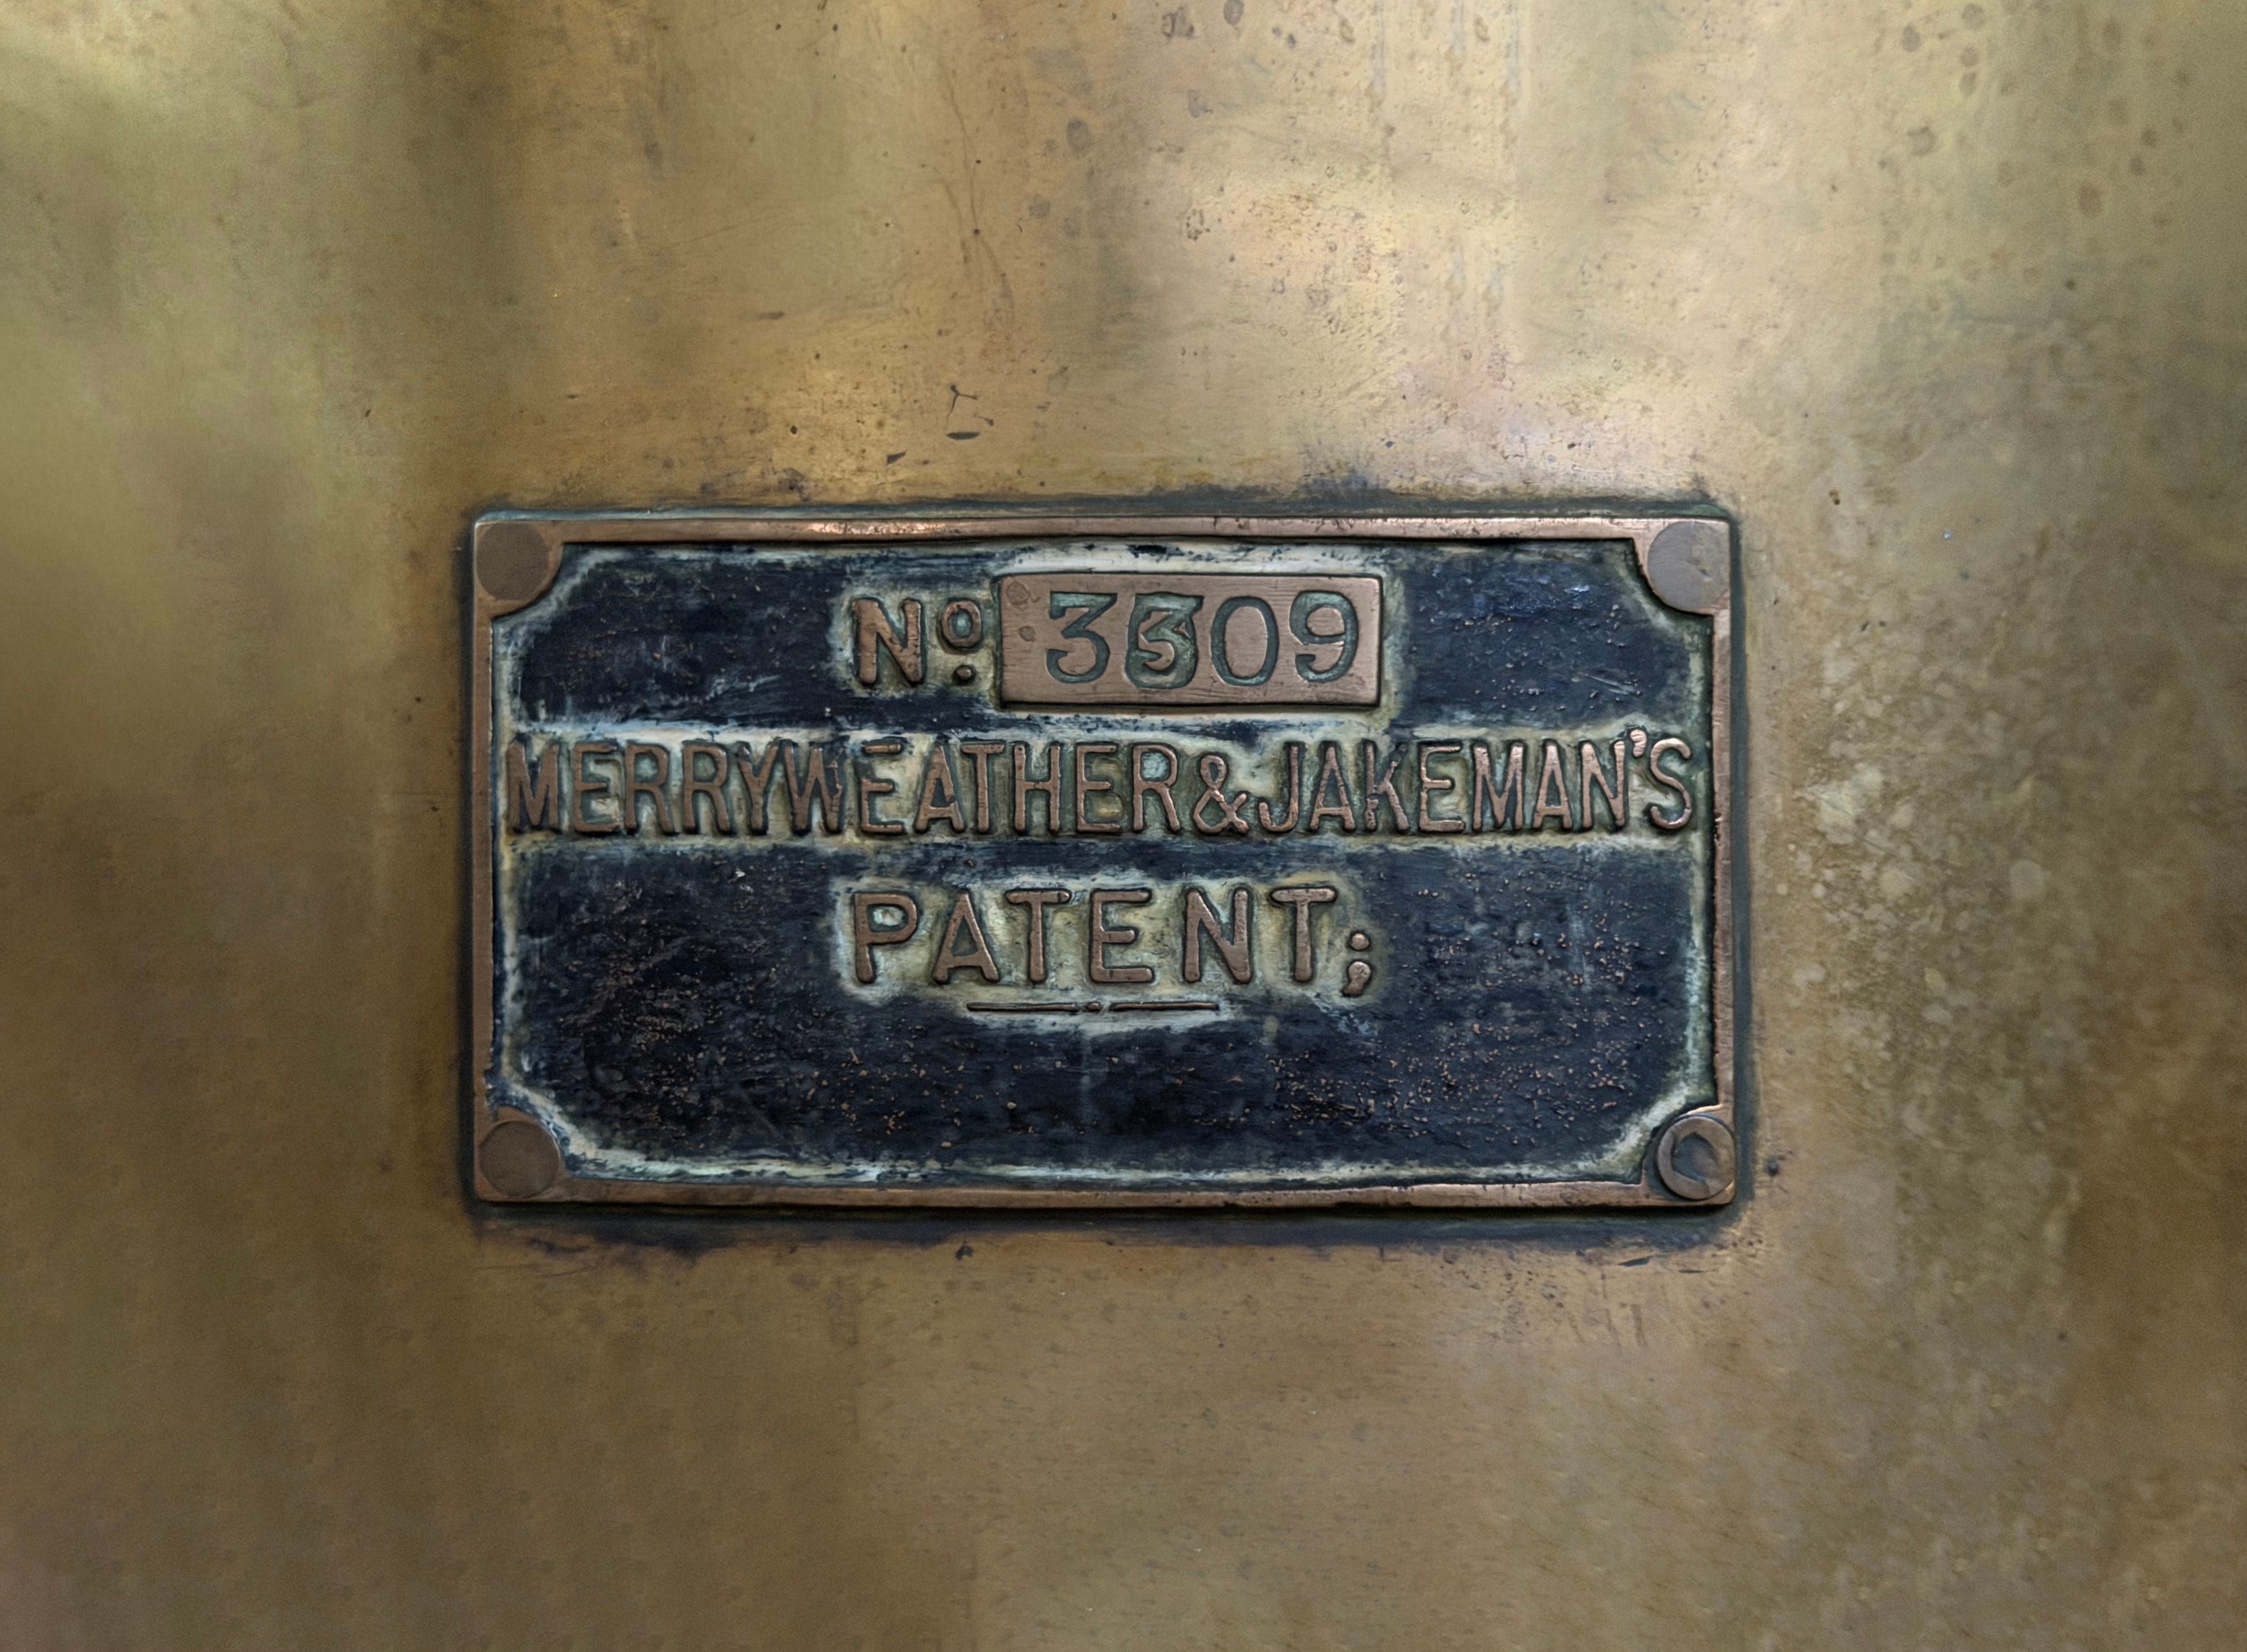 No. 3309
MERRYWEATHER & JAKEMAN'S
PATENT;